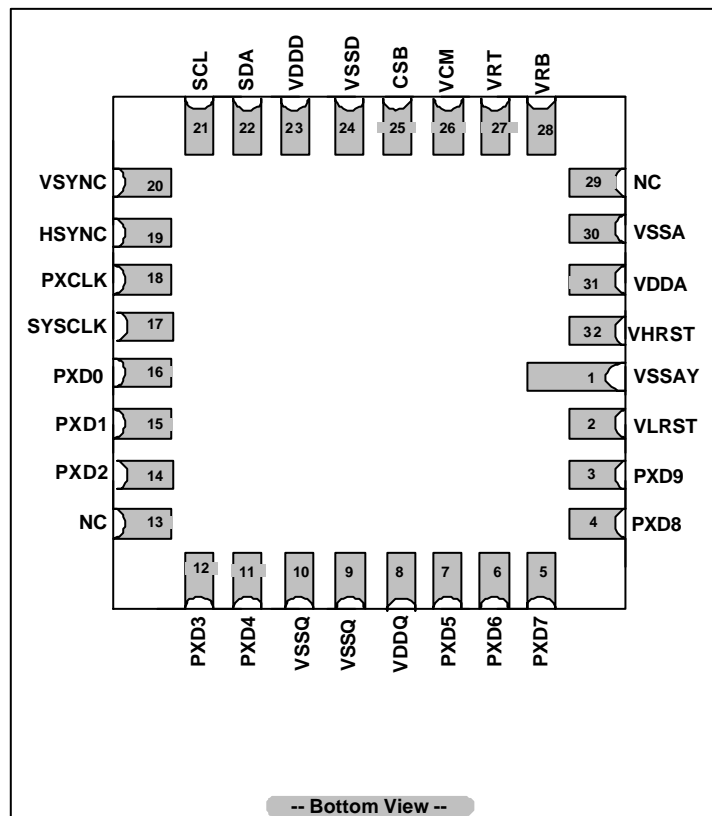 SCL SDA VDDD VSSD CSB VCM VRT VRB
21 22 23 24 25 26 27 28
VSYNC 20 29 NC
HSYNC 19 30 VSSA
PXCLK 18 31 VDDA
SYSCLK 17 32 VHRST
PXD0 16 1 VSSAY
PXD1 15 2 VLRST
PXD2 14 3 PXD9
NC 13 4 PXD8
12 11 10 9 8 7 6 5
PXD3 PXD4 VSSQ VSSQ VDDQ PXD5 PXD6 PXD7
-- Bottom View --